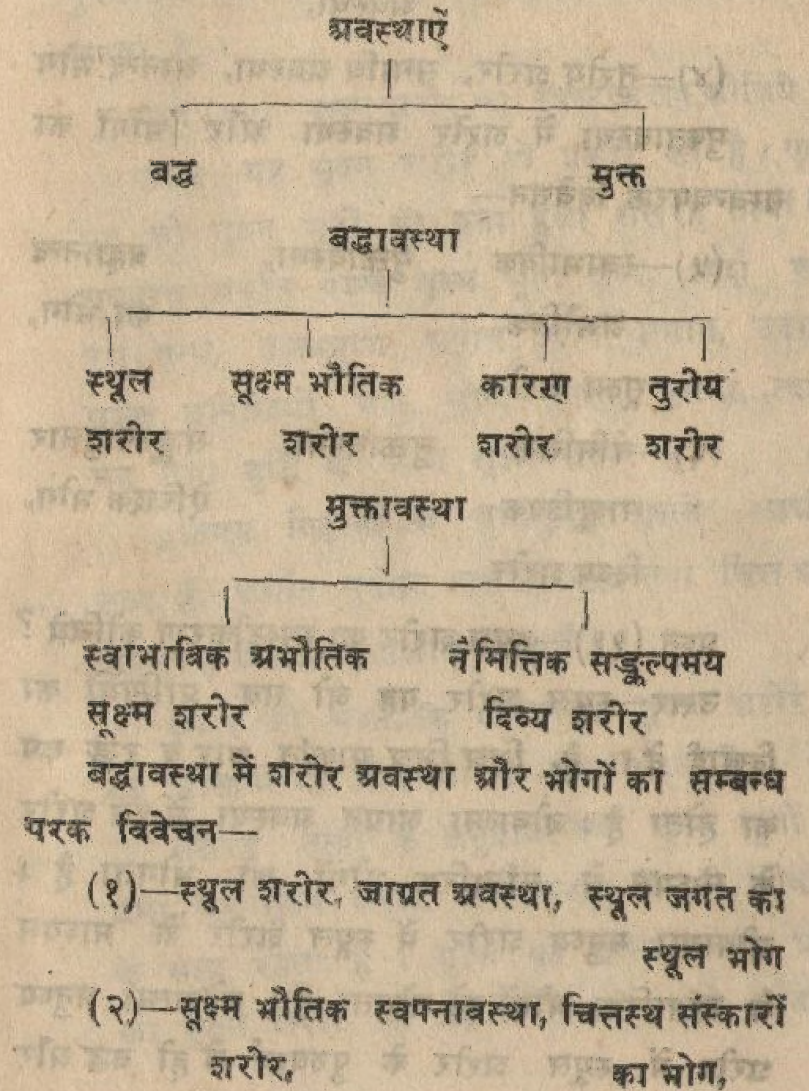 अवस्थाएँ
बद्ध मुक्त
बद्धावस्था
स्थूल सूक्ष्म भौतिक कारण तुरीय
शरीर शरीर शरीर शरीर
मुक्तावस्था
स्वाभाविक अभौतिक नैमित्तिक सङ्कल्पमय
सूक्ष्म शरीर दिव्य शरीर
बद्धावस्था में शरीर अवस्था और भोगों का सम्बन्ध
परक विवेचन—
(१)—स्थूल शरीर, जाग्रत अवस्था, स्थूल जगत का
स्थूल भोग
(२)—सूक्ष्म भौतिक स्वपनावस्था, चित्तस्थ संस्कारों
शरीर, का भोग,